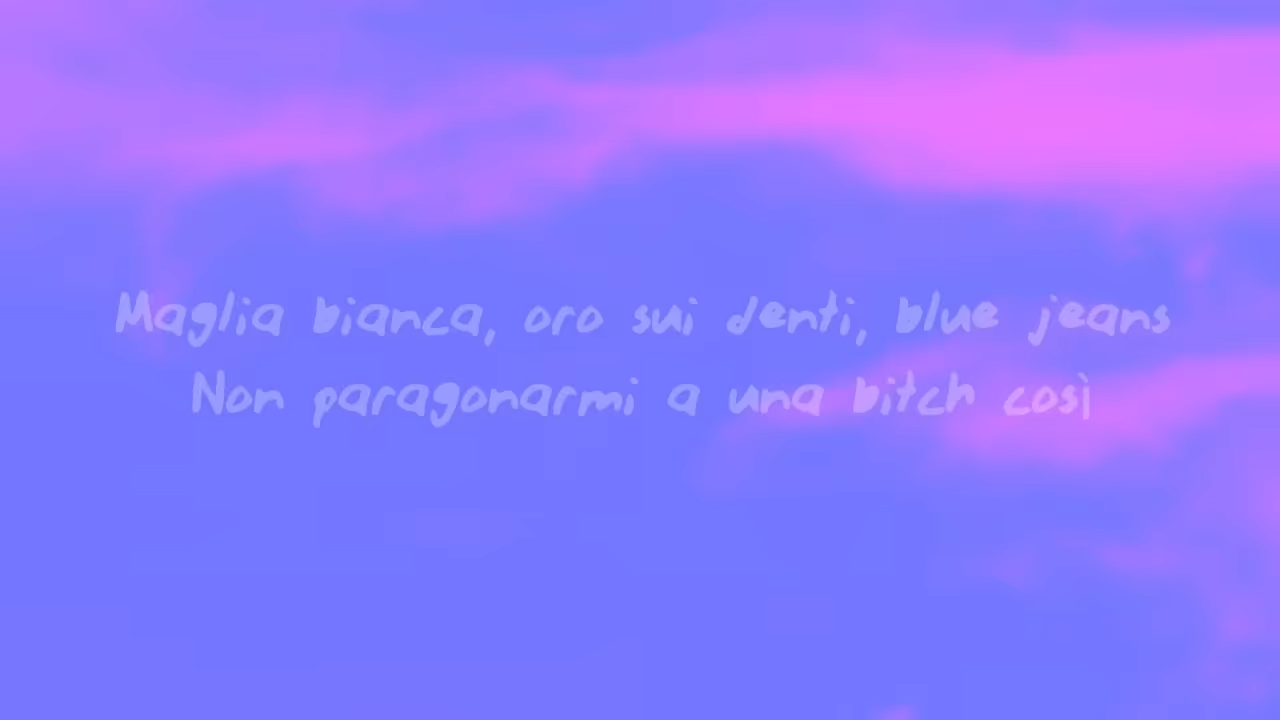 Maglia bianca, oro sui denti, blue jeans
Non paragonarmi a una bitch così